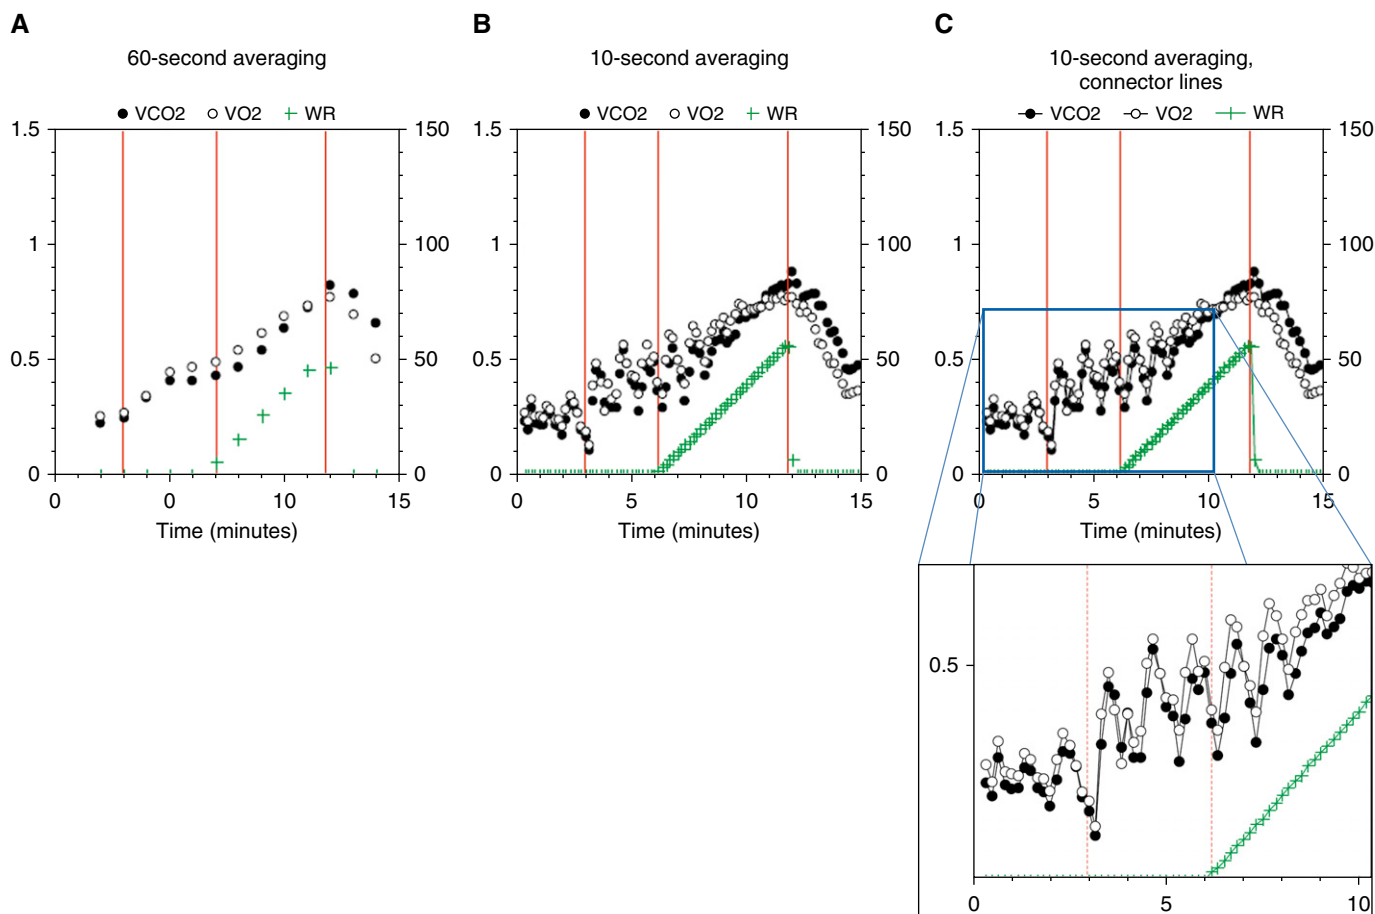 A
B
C
60-second averaging
10-second averaging
10-second averaging,
connector lines
VCO2 VO2 WR
VCO2 VO2 WR
VCO2 VO2 WR
1.5 150
1 100
0.5 50
0 0
0 0 10 15
Time (minutes)
1.5 150
1 100
0.5 50
0 0
0 5 10 15
Time (minutes)
1.5 150
1 100
0.5 50
0 0
0 5 10 15
Time (minutes)
0.5
0 5 10